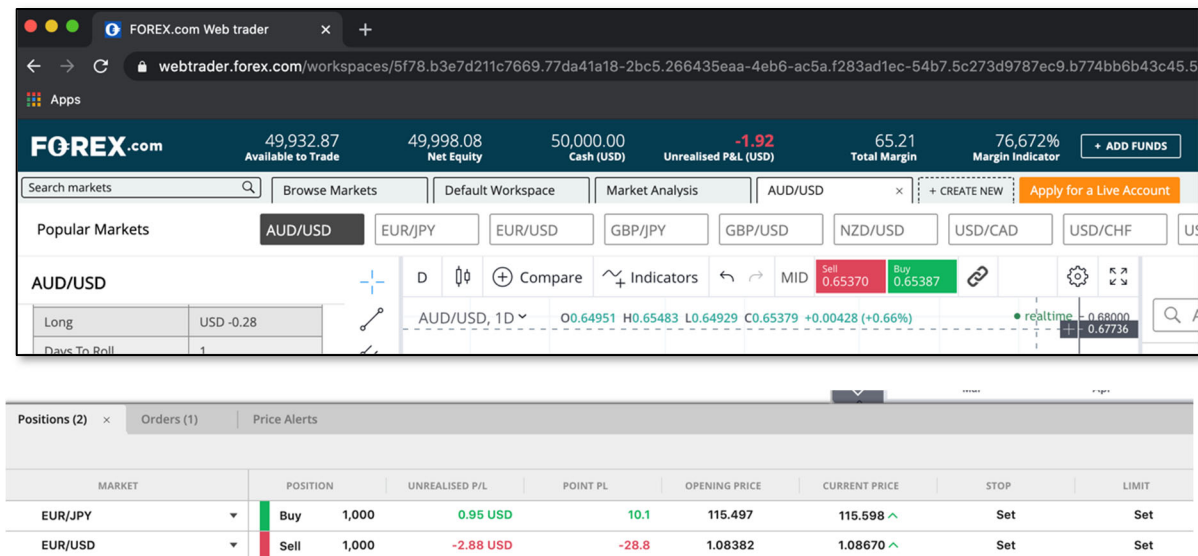 FOREX.com Web trader
webtrader.forex.com/workspaces/5f78.b3e7d211c7669.77da41a18-2bc5.266435eaa-4eb6-ac5a.f283ad1ec-54b7.5c273d9787ec9.b774bb6b43c45.5
Apps
FOREX.com 49,932.87 49,998.08 50,000.00 -1.92 65.21 76,672% + ADD FUNDS
Available to Trade Net Equity Cash (USD) Unrealised P&L (USD) Total Margin Margin Indicator
Search markets Browse Markets Default Workspace Market Analysis AUD/USD × + CREATE NEW Apply for a Live Account
Popular Markets AUD/USD EUR/JPY EUR/USD GBP/JPY GBP/USD NZD/USD USD/CAD USD/CHF US
AUD/USD D Compare Indicators MID Sell 0.65370 Buy 0.65387
Long USD -0.28 AUD/USD, 1D O0.64951 H0.65483 L0.64929 C0.65379 +0.00428 (+0.66%) realtime 0.68000
0.67736
Days To Roll 1
Mar Apr
Positions (2) × Orders (1) Price Alerts
MARKET POSITION UNREALISED P/L POINT PL OPENING PRICE CURRENT PRICE STOP LIMIT
EUR/JPY Buy 1,000 0.95 USD 10.1 115.497 115.598 Set Set
EUR/USD Sell 1,000 -2.88 USD -28.8 1.08382 1.08670 Set Set